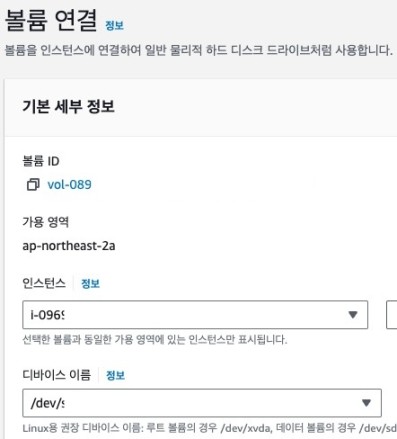 볼륨 연결 정보
볼륨을 인스턴스에 연결하여 일반 물리적 하드 디스크 드라이브처럼 사용합니다.
기본 세부 정보
볼륨 ID
vol-089
가용 영역
ap-northeast-2a
인스턴스 정보
i-096
선택한 볼륨과 동일한 가용 영역에 있는 인스턴스만 표시됩니다.
디바이스 이름 정보
/dev/
Linux용 권장 디바이스 이름: 루트 볼륨의 경우 /dev/xvda, 데이터 볼륨의 경우 /dev/sd